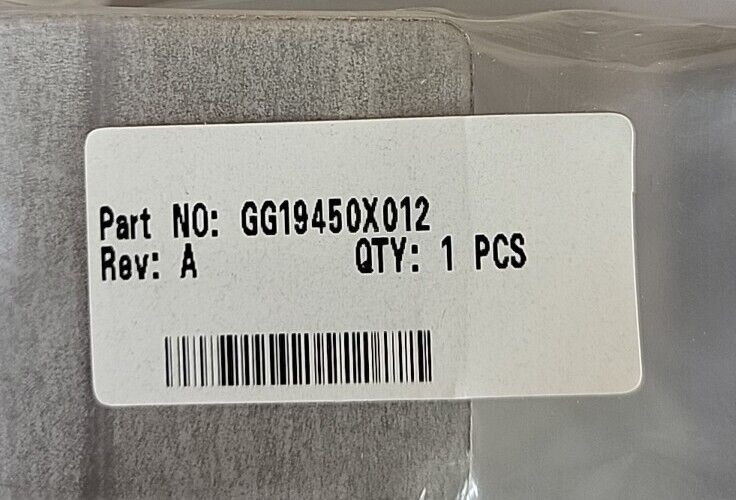 Part NO: GG19450X012
Rev: A QTY: 1 PCS